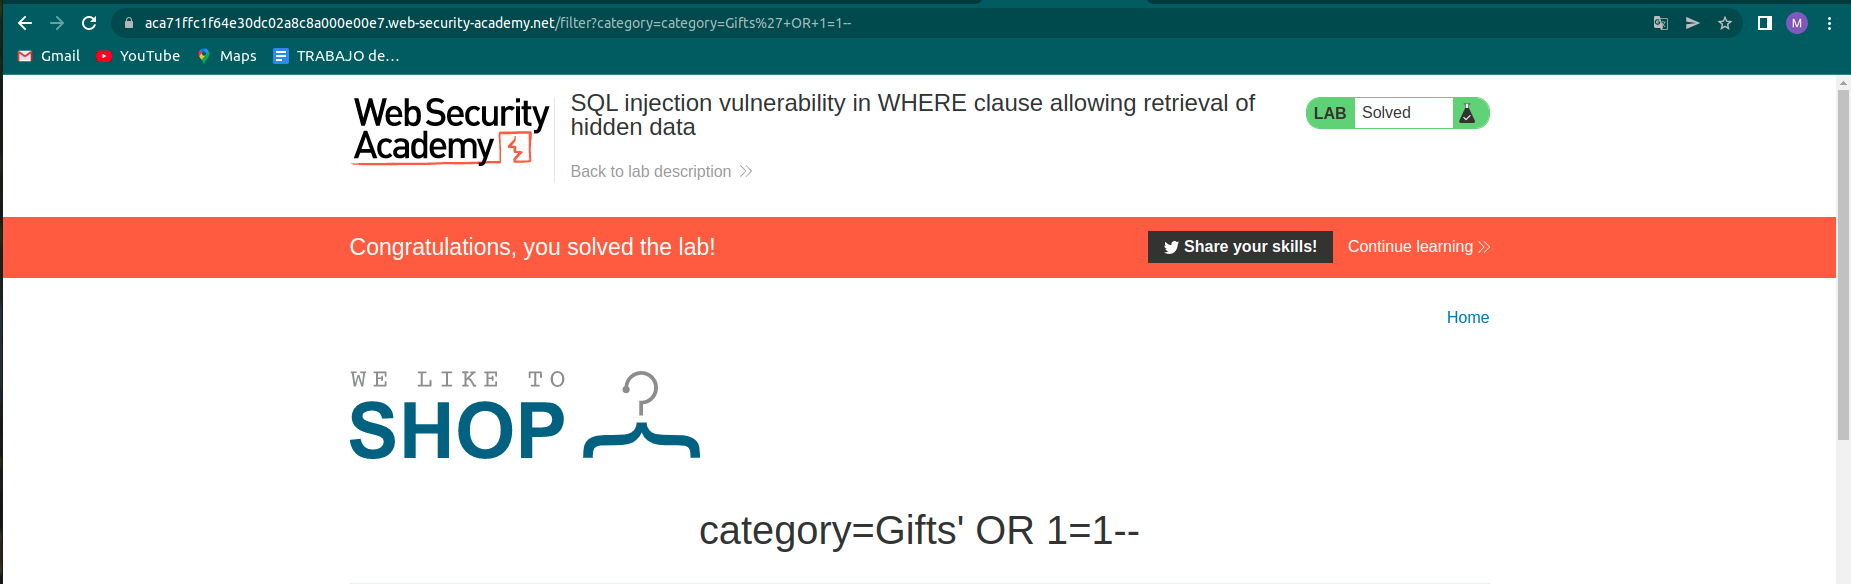 aca71ffc1f64e30dc02a8c8a000e00e7.web-security-academy.net/filter?category=category=Gifts%27+OR+1=1--
M
Gmail YouTube Maps TRABAJO de...
WebSecurity
Academy
SQL injection vulnerability in WHERE clause allowing retrieval of
hidden data
LAB Solved
Back to lab description
Congratulations, you solved the lab!
Share your skills! Continue learning
Home
WE LIKE TO
SHOP
category=Gifts' OR 1=1--